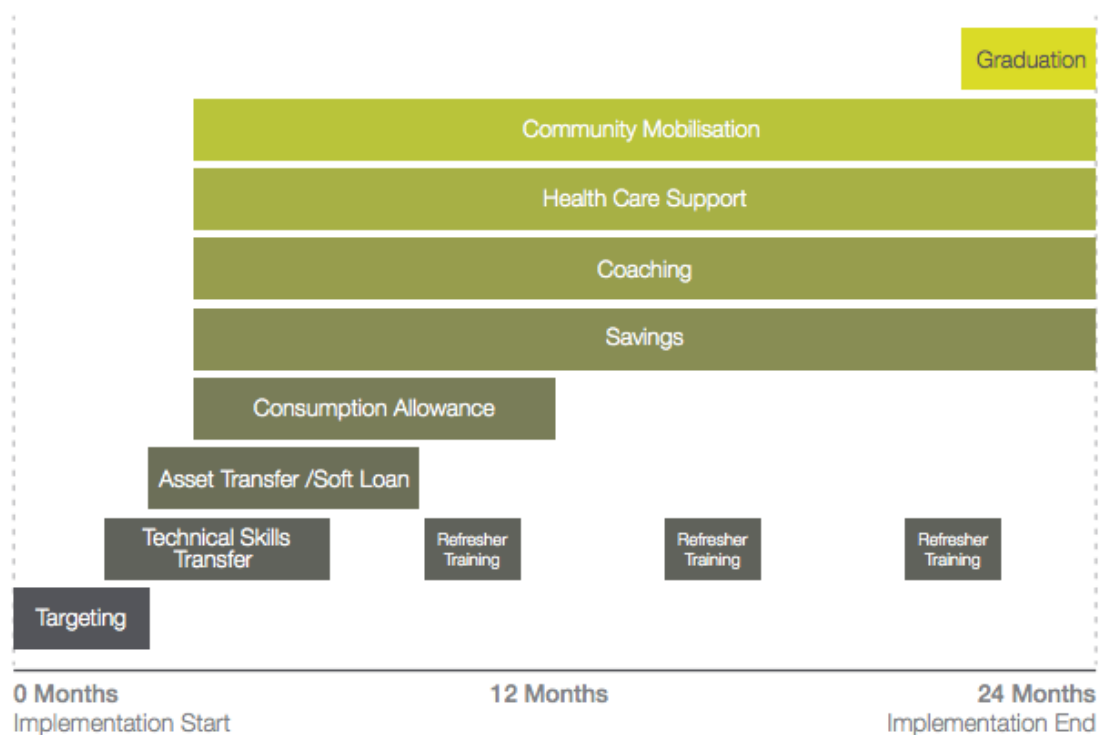 Graduation
Community Mobilisation
Health Care Support
Coaching
Savings
Consumption Allowance
Asset Transfer /Soft Loan
Technical Skills
Transfer
Refresher
Training
Refresher
Training
Refresher
Training
Targeting
0 Months
Implementation Start
12 Months
24 Months
Implementation End